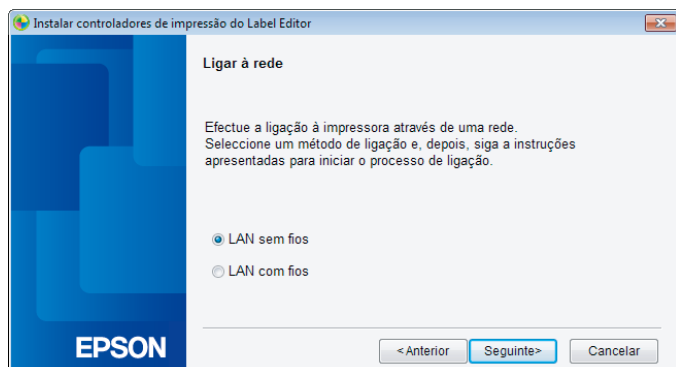 Instalar controladores de impressão do Label Editor
Ligar à rede
Efectue a ligação à impressora através de uma rede.
Seleccione um método de ligação e, depois, siga a instruções
apresentadas para iniciar o processo de ligação.
LAN sem fios
LAN com fios
EPSON
<Anterior
Seguinte>
Cancelar